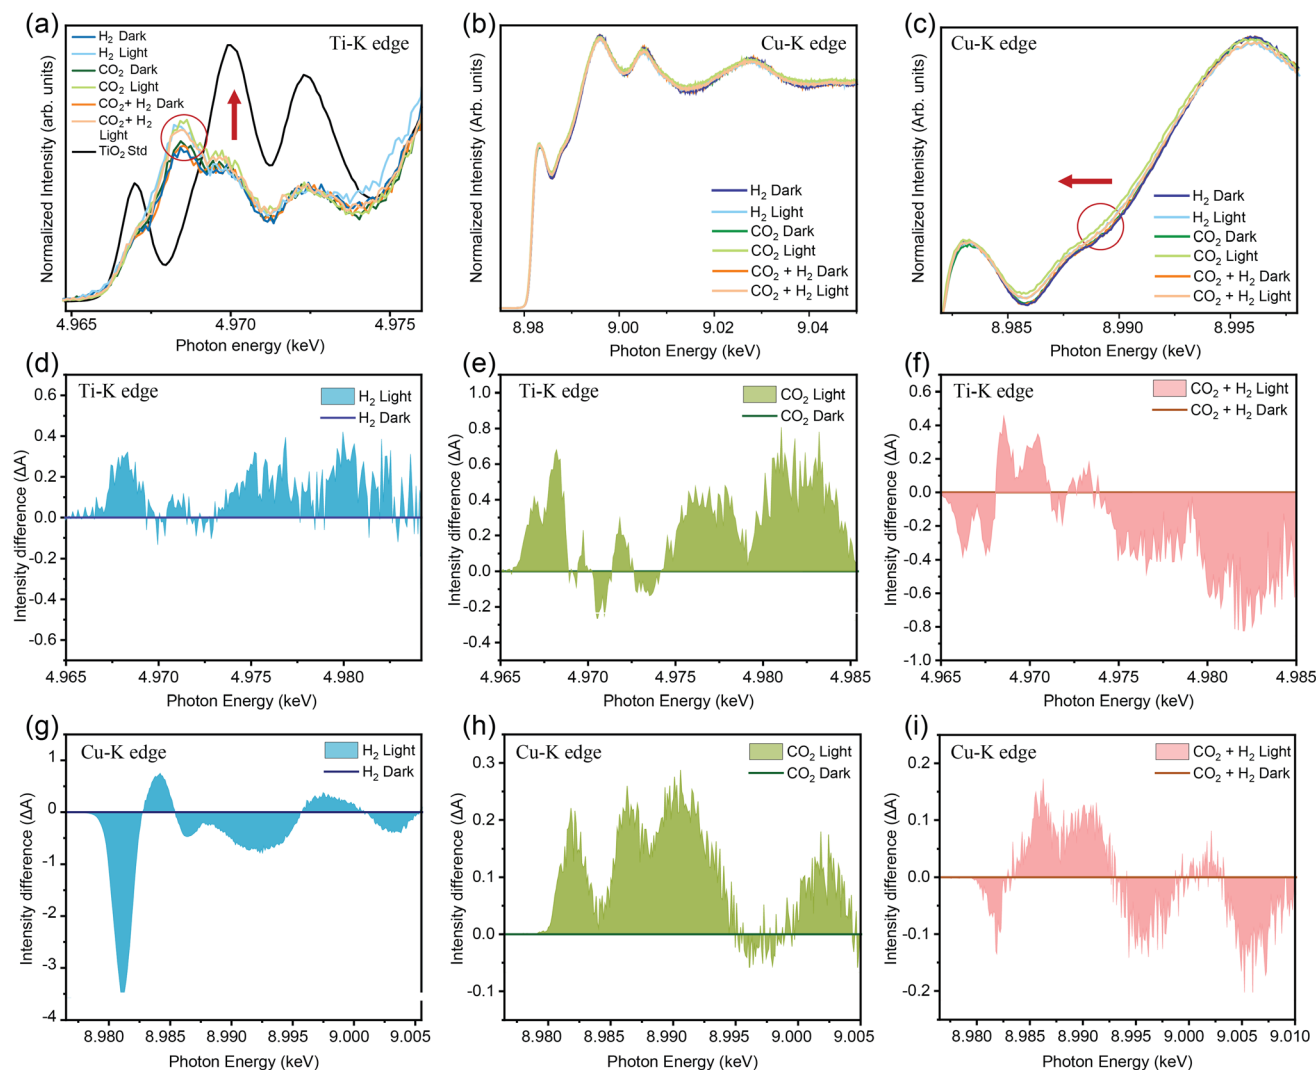 (a)
Ti-K edge
H2 Dark
H2 Light
CO2 Dark
CO2 Light
CO2+ H2 Dark
CO2+ H2
Light
TiO2 Std
Normalized Intenisity (arb. units)
4.965 4.970 4.975
Photon energy (keV)
(b)
Cu-K edge
H2 Dark
H2 Light
CO2 Dark
CO2 Light
CO2 + H2 Dark
CO2 + H2 Light
Normalized Intensity (Arb. units)
8.98 9.00 9.02 9.04
Photon Energy (keV)
(c)
Cu-K edge
H2 Dark
H2 Light
CO2 Dark
CO2 Light
CO2 + H2 Dark
CO2 + H2 Light
Normalized Intensity (Arb. units)
8.985 8.990 8.995
Photon Energy (keV)
(d)
Ti-K edge
H2 Light
H2 Dark
Intensity difference (ΔA)
0.6
0.4
0.2
0.0
-0.2
-0.4
-0.6
4.965 4.970 4.975 4.980
Photon Energy (keV)
(e)
Ti-K edge
CO2 Light
CO2 Dark
Intensity difference (ΔA)
1.0
0.8
0.6
0.4
0.2
0.0
-0.2
-0.4
4.965 4.970 4.975 4.980 4.985
Photon Energy (keV)
(f)
Ti-K edge
CO2 + H2 Light
CO2 + H2 Dark
Intensity difference (ΔA)
0.6
0.4
0.2
0.0
-0.2
-0.4
-0.6
-0.8
-1.0
4.965 4.970 4.975 4.980 4.985
Photon Energy (keV)
(g)
Cu-K edge
H2 Light
H2 Dark
Intensity difference (ΔA)
1
0
-1
-2
-3
-4
8.980 8.985 8.990 8.995 9.000 9.005
Photon Energy (keV)
(h)
Cu-K edge
CO2 Light
CO2 Dark
Intensity difference (ΔA)
0.3
0.2
0.1
0.0
-0.1
8.980 8.985 8.990 8.995 9.000 9.005
Photon Energy (keV)
(i)
Cu-K edge
CO2 + H2 Light
CO2 + H2 Dark
Intensity difference (ΔA)
0.2
0.1
0.0
-0.1
-0.2
8.980 8.985 8.990 8.995 9.000 9.005 9.010
Photon Energy (keV)